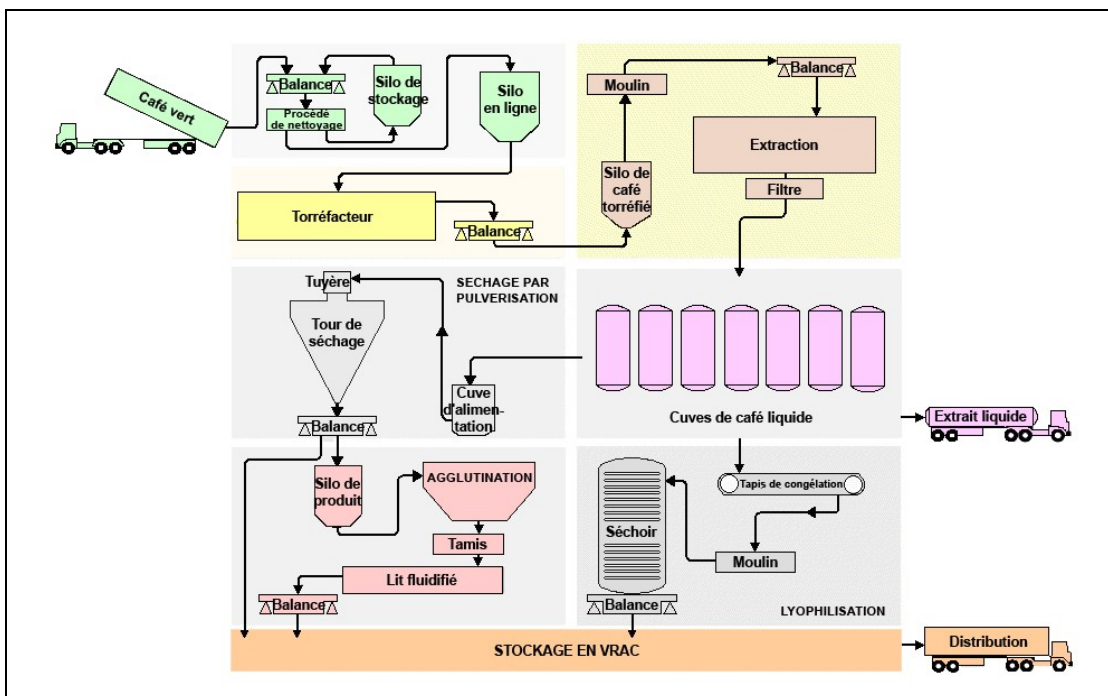 Café vert
Balance
Procédé
de nettoyage
Silo de
stockage
Silo
en ligne
Moulin
Balance
Extraction
Filtre
Silo de
café
torréfié
Torréfacteur
Balance
SECHAGE PAR
PULVERISATION
Tuyère
Tour de
séchage
Cuve
d'alimen-
tation
Balance
Cuves de café liquide
Extrait liquide
Silo de
produit
AGGLUTINATION
Tamis
Lit fluidifié
Balance
Tapis de congélation
Séchoir
Moulin
Balance
LYOPHILISATION
STOCKAGE EN VRAC
Distribution